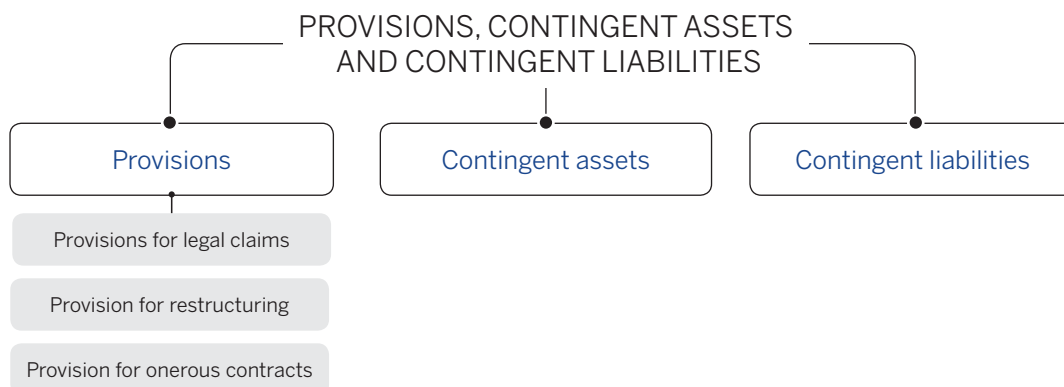 PROVISIONS, CONTINGENT ASSETS
AND CONTINGENT LIABILITIES
Provisions
Contingent assets
Contingent liabilities
Provisions for legal claims
Provision for restructuring
Provision for onerous contracts